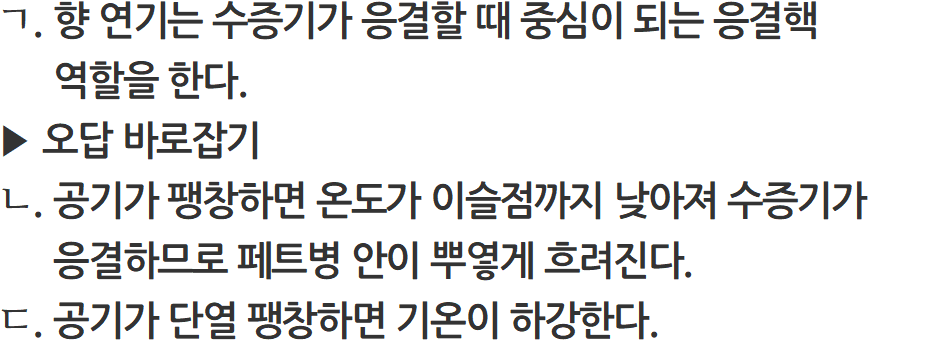 ㄱ. 향 연기는 수증기가 응결할 때 중심이 되는 응결핵
역할을 한다.
▶ 오답 바로잡기
ㄴ. 공기가 팽창하면 온도가 이슬점까지 낮아져 수증기가
응결하므로 페트병 안이 뿌옇게 흐려진다.
ㄷ. 공기가 단열 팽창하면 기온이 하강한다.